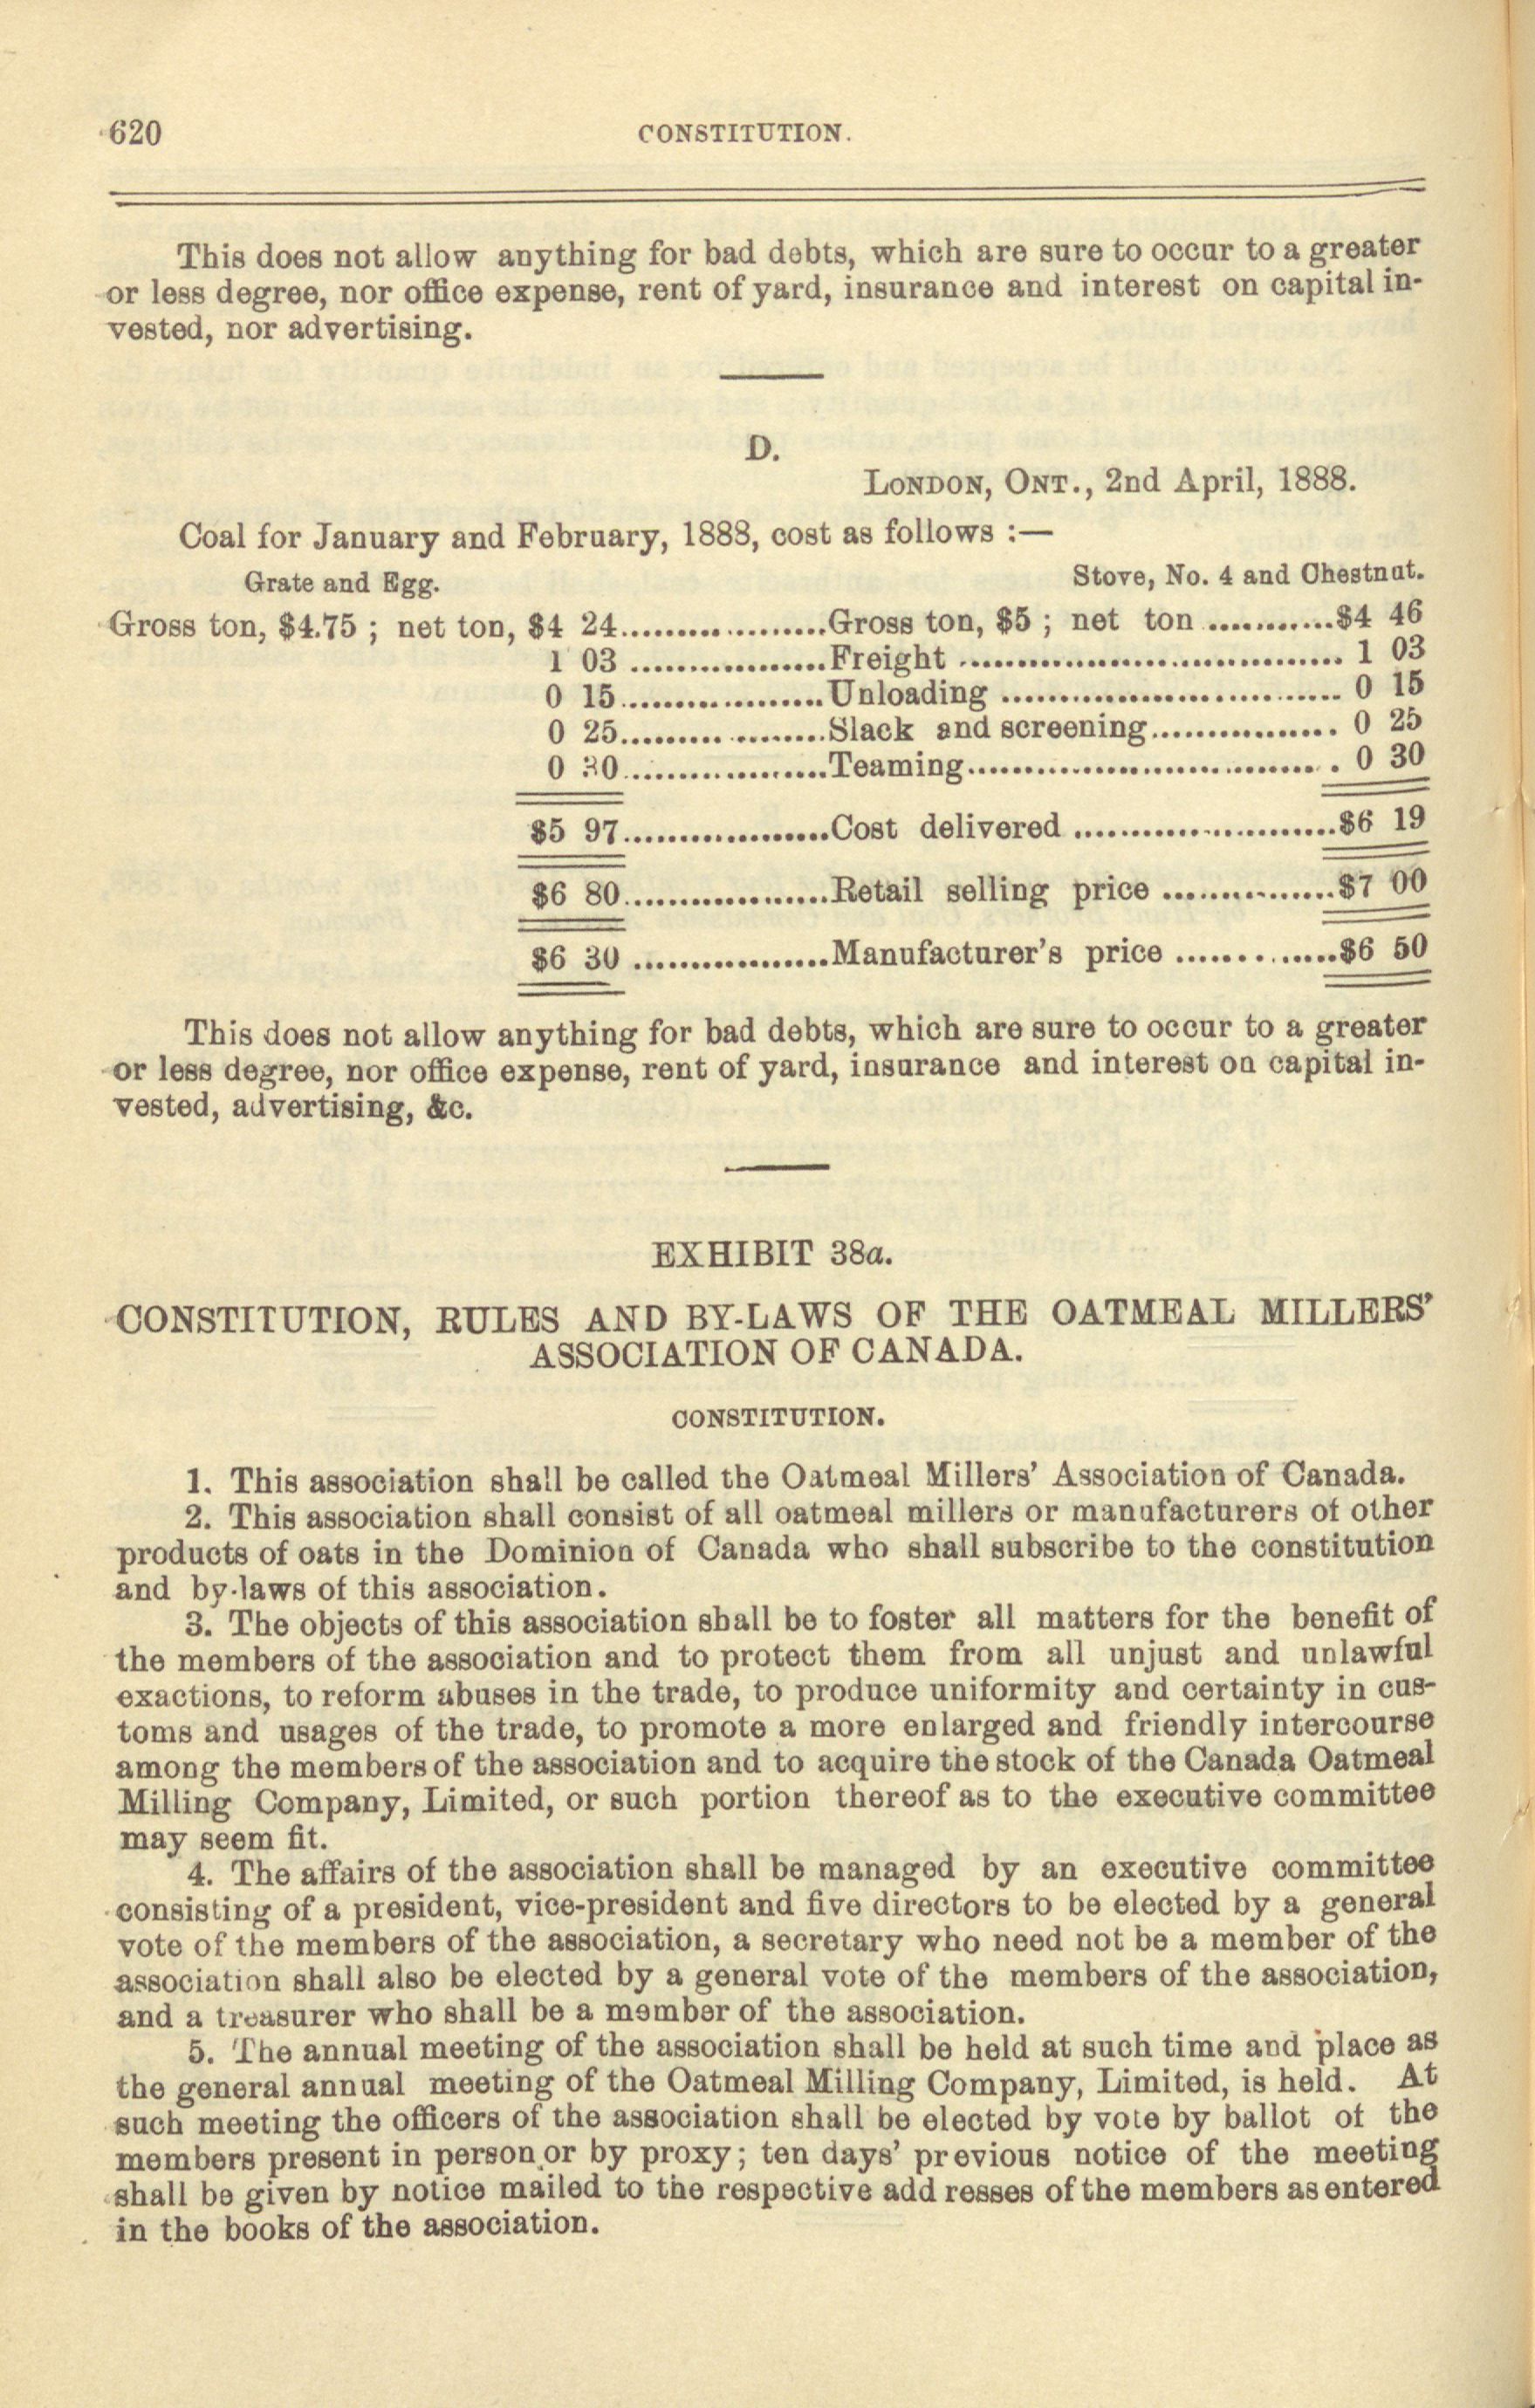 620
CONSTITUTION.
This does not allow anything for bad debts, which are sure to occur to a greater
or less degree, nor office expense, rent of yard, insurance and interest on capital in-
vested, nor advertising.
D.
LONDON, ONT., 2nd April, 1888.
Coal for January and February, 1888, cost as follows :—
Grate and Egg. Stove, No. 4 and Chestnut.
Gross ton, $4.75 ; net ton, $4 24..................Gross ton, $5 ; net ton ...........$4 46
1 03 .................Freight .................................. 1 03
0 15..................Unloading .............................. 0 15
0 25..................Slack and screening................ 0 25
0 30..................Teaming................................. 0 30
$5 97..................Cost delivered .......................$6 19
$6 80..................Retail selling price ...............$7 00
$6 30 .................Manufacturer's price ..............$6 50
This does not allow anything for bad debts, which are sure to occur to a greater
or less degree, nor office expense, rent of yard, insurance and interest on capital in-
vested, advertising, &c.
EXHIBIT 38a.
CONSTITUTION, RULES AND BY-LAWS OF THE OATMEAL MILLERS'
ASSOCIATION OF CANADA.
CONSTITUTION.
1. This association shall be called the Oatmeal Millers' Association of Canada.
2. This association shall consist of all oatmeal millers or manufacturers of other
products of oats in the Dominion of Canada who shall subscribe to the constitution
and by-laws of this association.
3. The objects of this association shall be to foster all matters for the benefit of
the members of the association and to protect them from all unjust and unlawful
exactions, to reform abuses in the trade, to produce uniformity and certainty in cus-
toms and usages of the trade, to promote a more enlarged and friendly intercourse
among the members of the association and to acquire the stock of the Canada Oatmeal
Milling Company, Limited, or such portion thereof as to the executive committee
may seem fit.
4. The affairs of the association shall be managed by an executive committee
consisting of a president, vice-president and five directors to be elected by a general
vote of the members of the association, a secretary who need not be a member of the
association shall also be elected by a general vote of the members of the association,
and a treasurer who shall be a member of the association.
5. The annual meeting of the association shall be held at such time and place as
the general annual meeting of the Oatmeal Milling Company, Limited, is held. At
such meeting the officers of the association shall be elected by vote by ballot of the
members present in person or by proxy; ten days' previous notice of the meeting
shall be given by notice mailed to the respective add resses of the members as entered
in the books of the association.